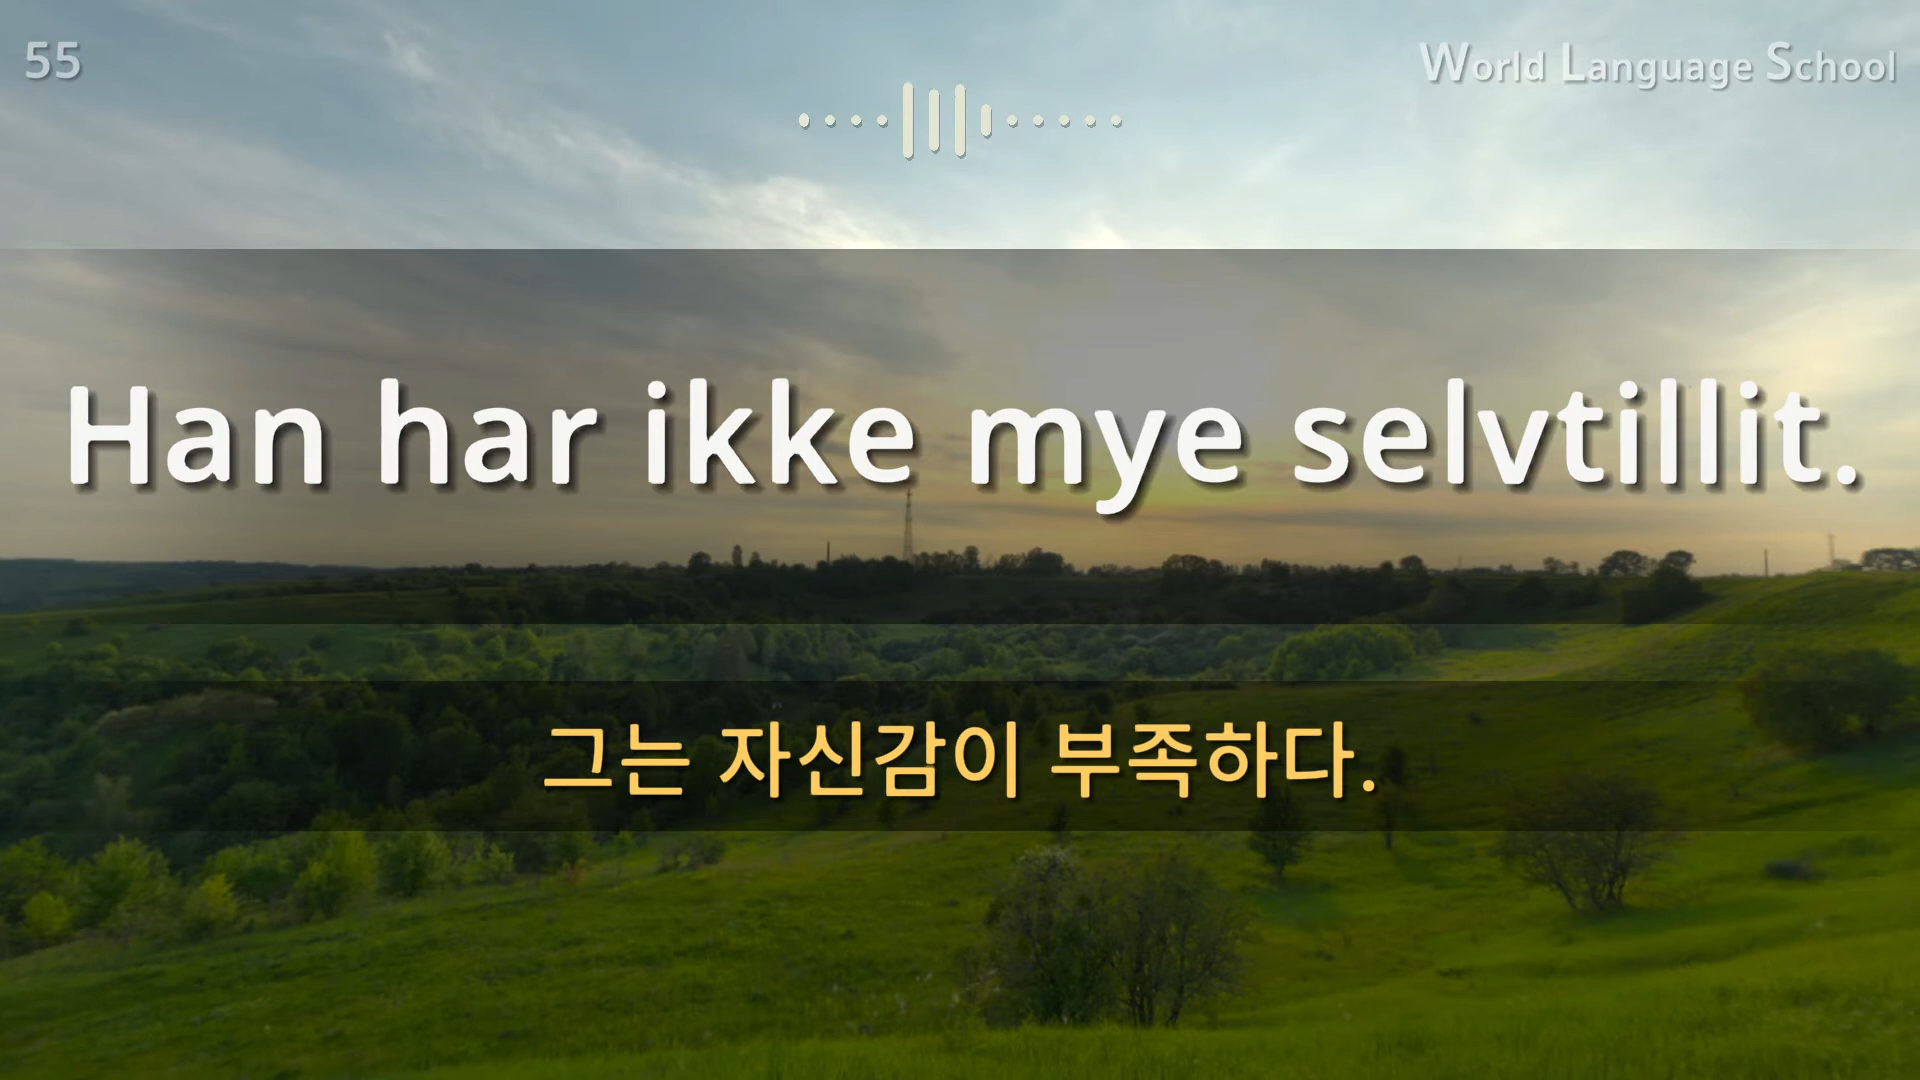 55
World Language School
Han har ikke mye selvtillit.
그는 자신감이 부족하다.